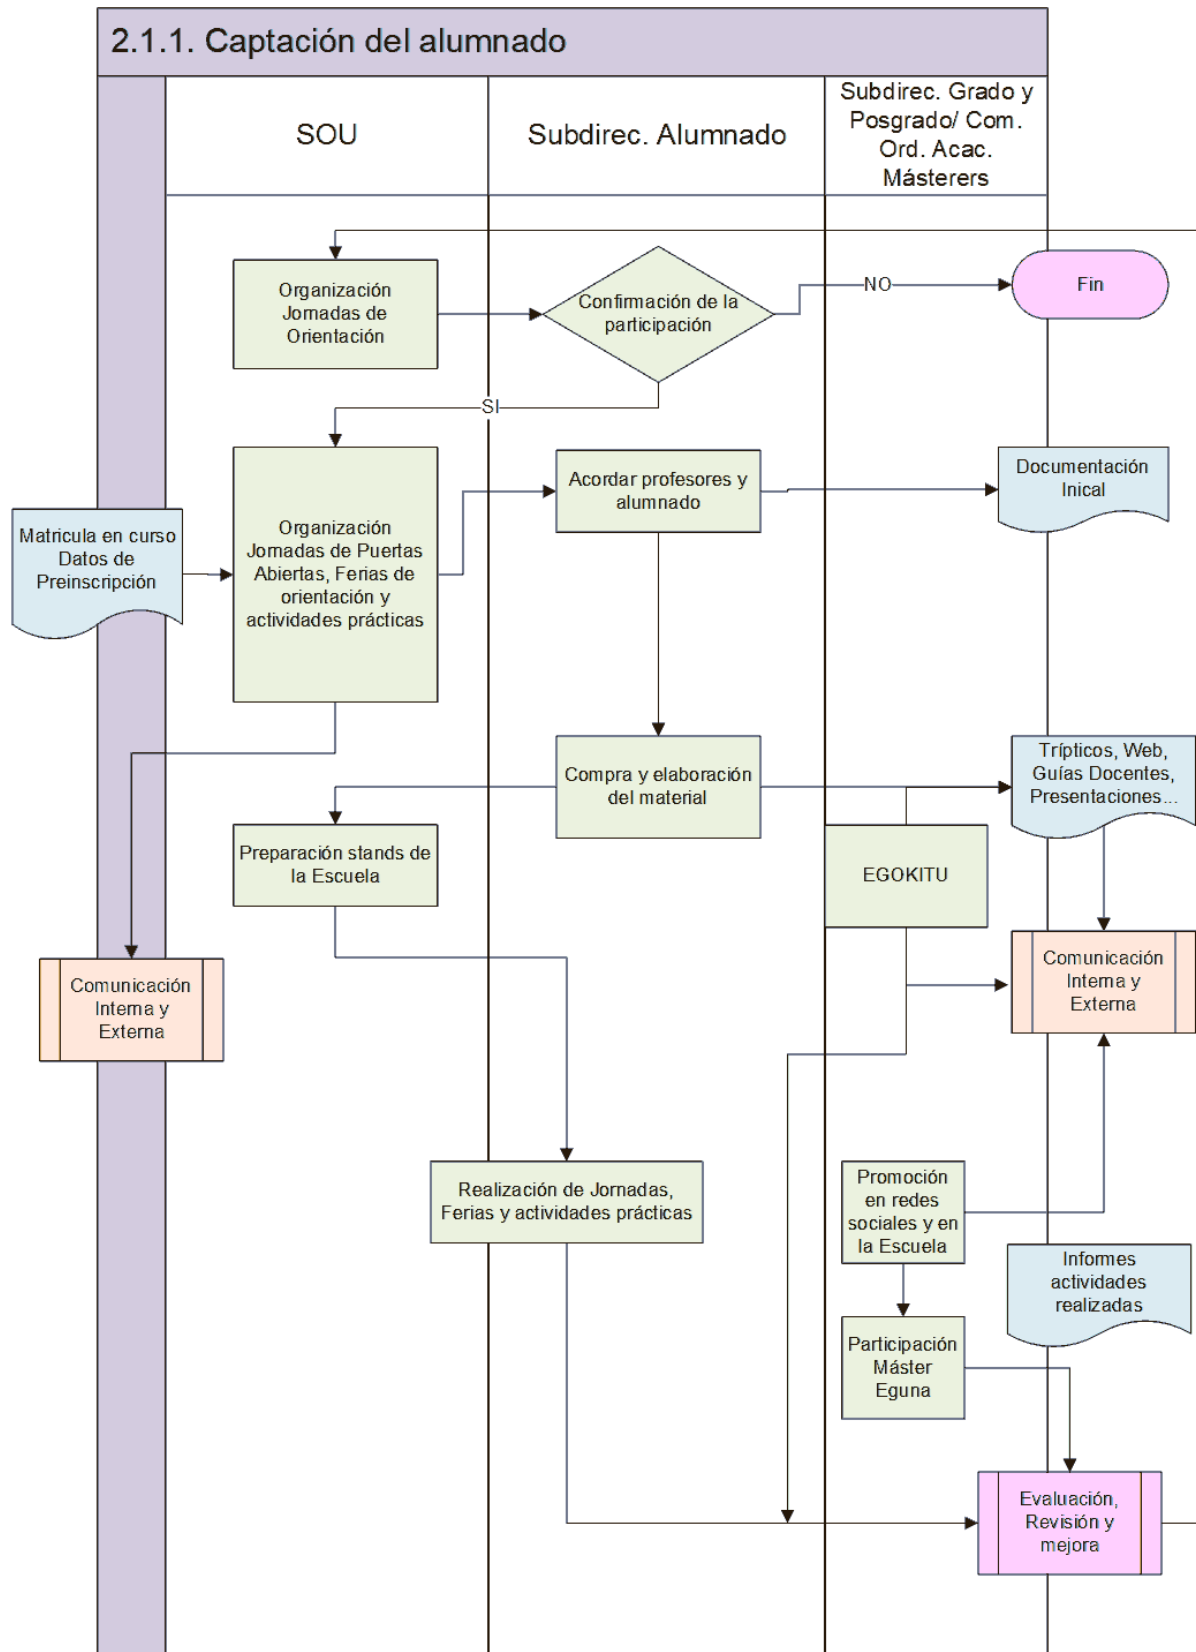 2.1.1. Captación del alumnado
SOU
Subdirec. Alumnado
Subdirec. Grado y
Posgrado/ Com.
Ord. Acac.
Másterers
Organización
Jornadas de
Orientación
Confirmación de la
participación
NO
Fin
SI
Matricula en curso
Datos de
Preinscripción
Organización
Jornadas de Puertas
Abiertas, Ferias de
orientación y
actividades prácticas
Acordar profesores y
alumnado
Documentación
Inical
Compra y elaboración
del material
Trípticos, Web,
Guías Docentes,
Presentaciones...
Preparación stands de
la Escuela
EGOKITU
Comunicación
Interna y
Externa
Comunicación
Interna y
Externa
Realización de Jornadas,
Ferias y actividades prácticas
Promoción
en redes
sociales y en
la Escuela
Informes
actividades
realizadas
Participación
Máster
Eguna
Evaluación,
Revisión y
mejora